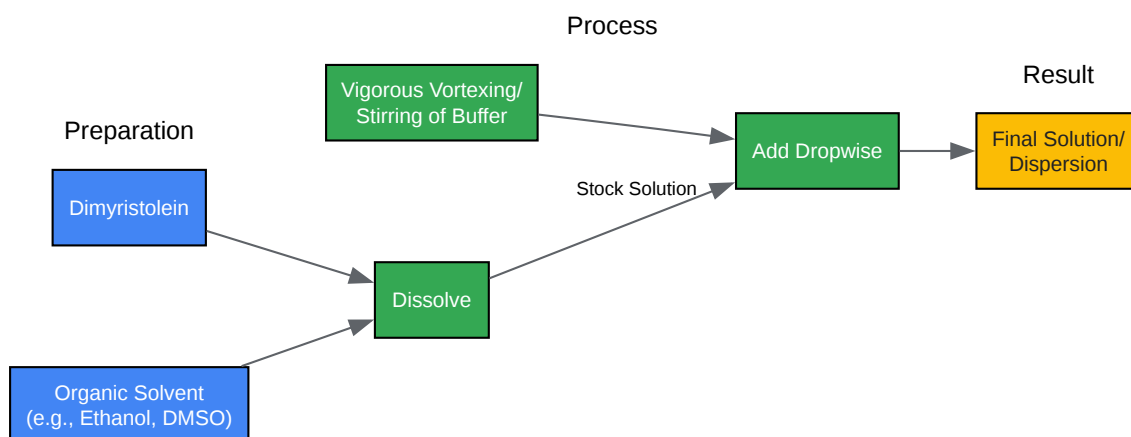 Process
Result
Preparation
Vigorous Vortexing/
Stirring of Buffer
Add Dropwise
Final Solution/
Dispersion
Dimyristolein
Stock Solution
Dissolve
Organic Solvent
(e.g., Ethanol, DMSO)